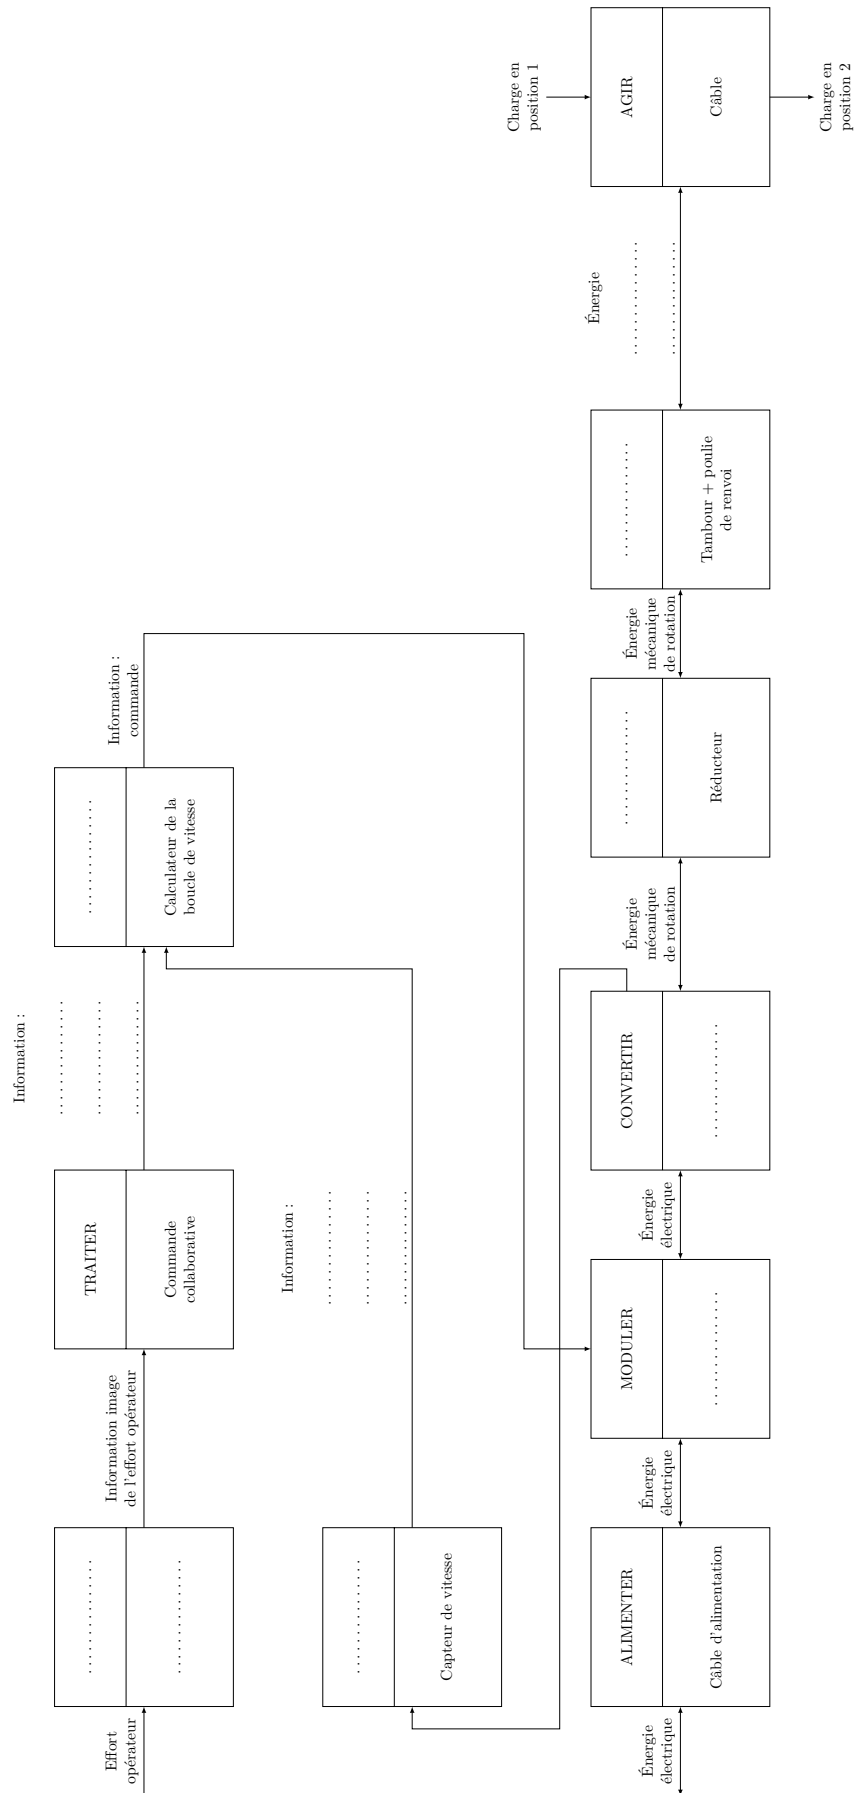 Effort
opérateur
. . . . . . . . . . . . . . .
. . . . . . . . . . . . . . .
Information image
de l'effort opérateur
TRAITER
Commande
collaborative
Information :
. . . . . . . . . . . . . . .
. . . . . . . . . . . . . . .
. . . . . . . . . . . . . . .
. . . . . . . . . . . . . . .
Calculateur de la
boucle de vitesse
Information :
commande
. . . . . . . . . . . . . . .
Capteur de vitesse
Information :
. . . . . . . . . . . . . . .
. . . . . . . . . . . . . . .
. . . . . . . . . . . . . . .
Énergie
électrique
ALIMENTER
Câble d'alimentation
Énergie
électrique
MODULER
. . . . . . . . . . . . . . .
Énergie
électrique
CONVERTIR
. . . . . . . . . . . . . . .
Énergie
mécanique
de rotation
. . . . . . . . . . . . . . .
Réducteur
Énergie
mécanique
de rotation
. . . . . . . . . . . . . . .
Tambour + poulie
de renvoi
Énergie
. . . . . . . . . . . . . . .
. . . . . . . . . . . . . . .
Charge en
position 1
AGIR
Câble
Charge en
position 2